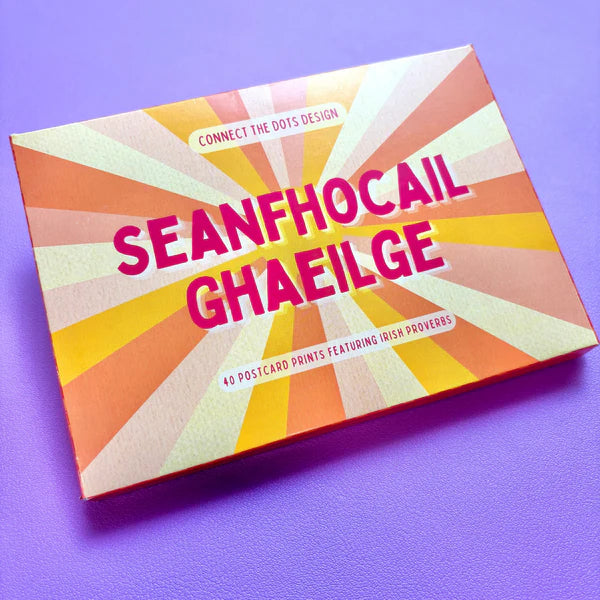 CONNECT THE DOTS DESIGN
SEANFHOCAIL
GHAEILGE
40 POSTCARD PRINTS FEATURING IRISH PROVERBS